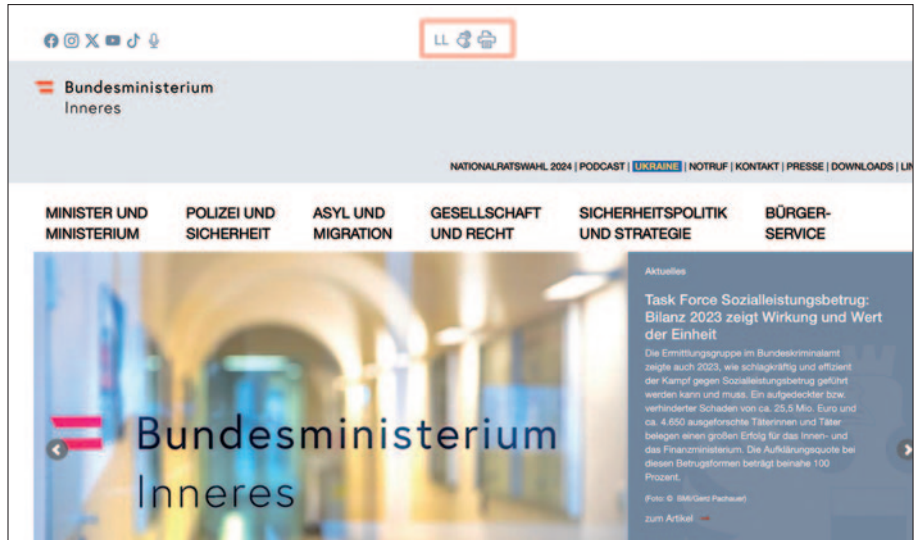 LL
Bundesministerium
Inneres
NATIONALRATSWAHL 2024 | PODCAST | UKRAINE | NOTRUF | KONTAKT | PRESSE | DOWNLOADS |
MINISTER UND MINISTERIUM
POLIZEI UND SICHERHEIT
ASYL UND MIGRATION
GESELLSCHAFT UND RECHT
SICHERHEITSPOLITIK UND STRATEGIE
BÜRGER-
SERVICE
Bundesministerium
Inneres
Aktuelles
Task Force Sozialleistungsbetrug:
Bilanz 2023 zeigt Wirkung und Wert
der Einheit
Die Ermittlungsgruppe im Bundeskriminalamt
zeigte auch 2023, wie schlagkräftig und effizient
der Kampf gegen Sozialleistungsbetrug geführt
werden kann und muss. Ein aufgedeckter bzw.
verhinderter Schaden von ca. 25,5 Mio. Euro und
ca. 4.650 ausgeforschte Täterinnen und Täter
belegen einen großen Erfolg für das Innen- und
das Finanzministerium. Die Aufklärungsquote bei
diesen Betrugsformen beträgt beinahe 100
Prozent.
(Foto: © BMI/Gerd Pachauer)
zum Artikel